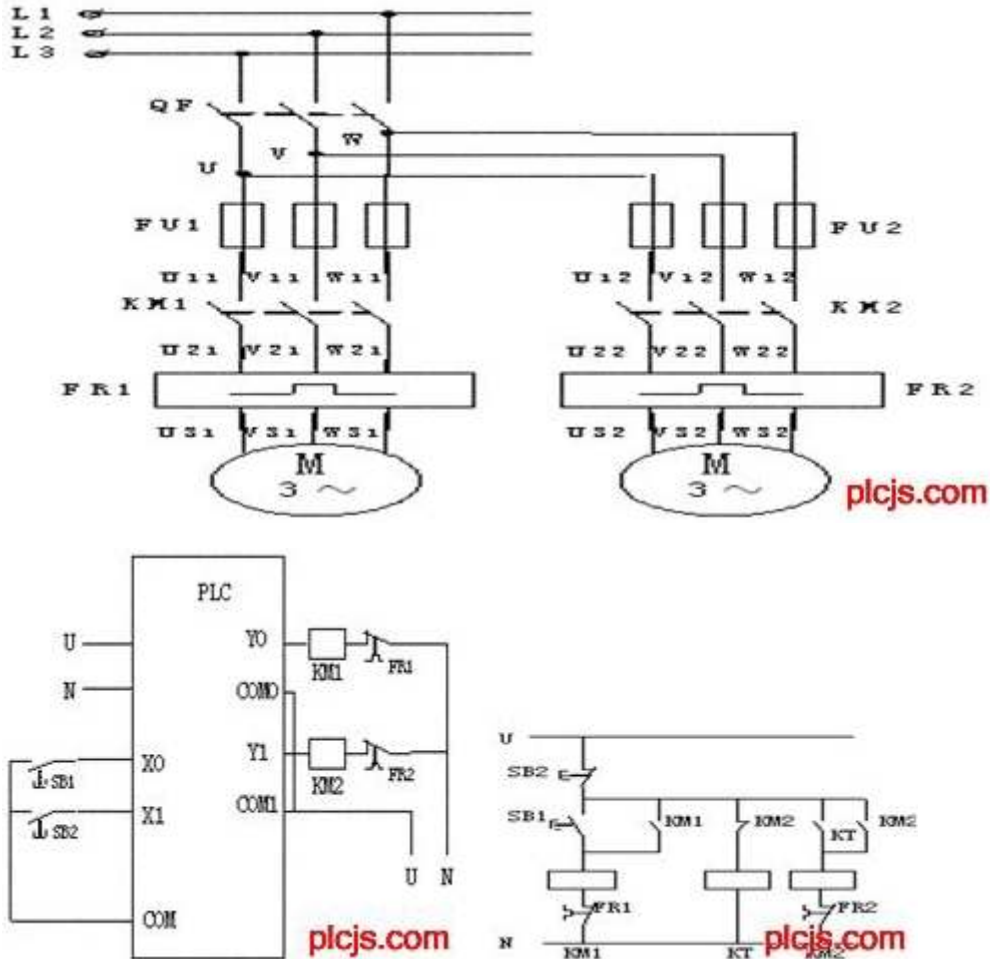 L1
L2
L3
QF
W
V
U
FU1
FU2
U11 V11 W11
U12 V12 W12
KM1
KM2
U21 V21 W21
U22 V22 W22
FR1
FR2
U31 V31 W31
U32 V32 W32
M
3 ~
M
3 ~
plcjs.com
PLC
U
Y0
KM1
FR1
N
COM0
X0
Y1
SB1
KM2
FR2
X1
COM1
SB2
U N
COM
plcjs.com
U
SB2
SB1
KM1
KM2
KT
KM2
FR1
FR2
N
KM1
KT
KM2
plcjs.com